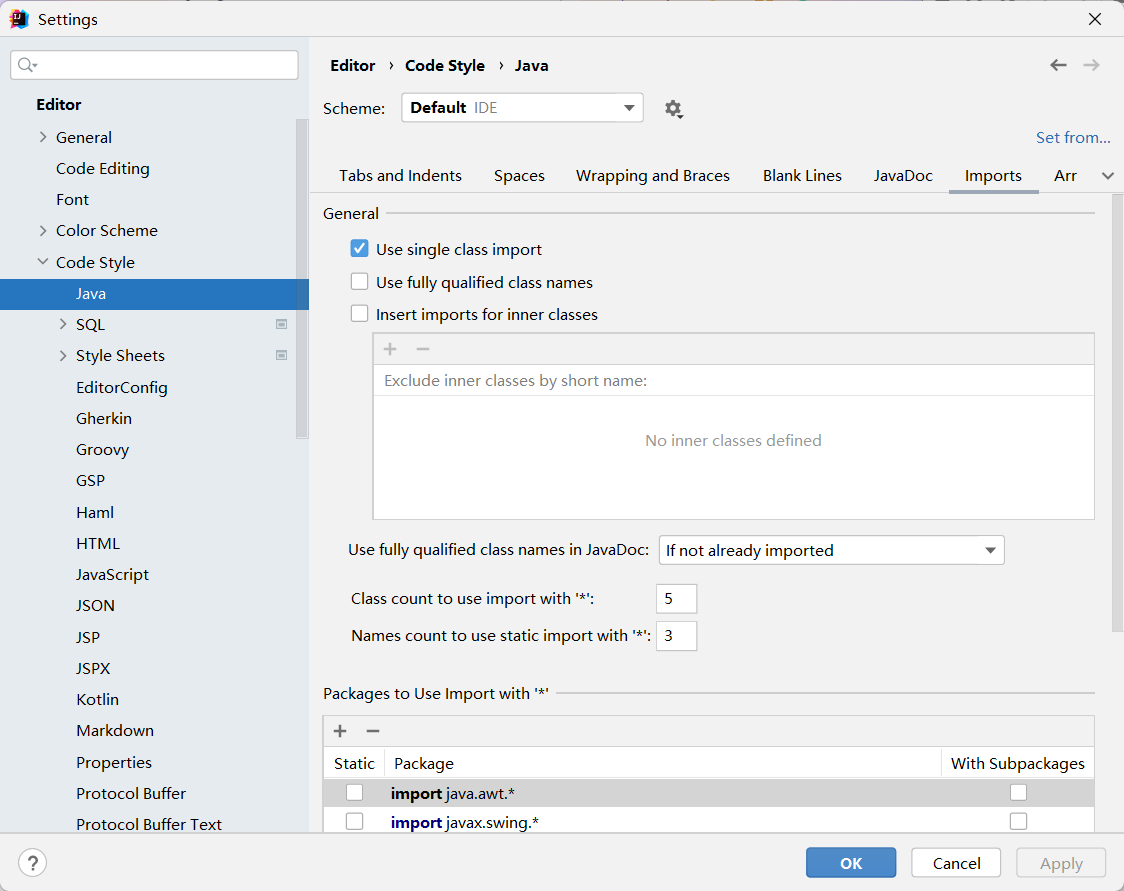 Settings
Editor
General
Code Editing
Font
Color Scheme
Code Style
Java
SQL
Style Sheets
EditorConfig
Gherkin
Groovy
GSP
Haml
HTML
JavaScript
JSON
JSP
JSPX
Kotlin
Markdown
Properties
Protocol Buffer
Protocol Buffer Text
Editor › Code Style › Java
Scheme: Default IDE
Set from...
Tabs and Indents Spaces Wrapping and Braces Blank Lines JavaDoc Imports Arr
General
Use single class import
Use fully qualified class names
Insert imports for inner classes
Exclude inner classes by short name:
No inner classes defined
Use fully qualified class names in JavaDoc: If not already imported
Class count to use import with '*': 5
Names count to use static import with '*': 3
Packages to Use Import with '*'
Static Package With Subpackages
import java.awt.*
import javax.swing.*
? OK Cancel Apply